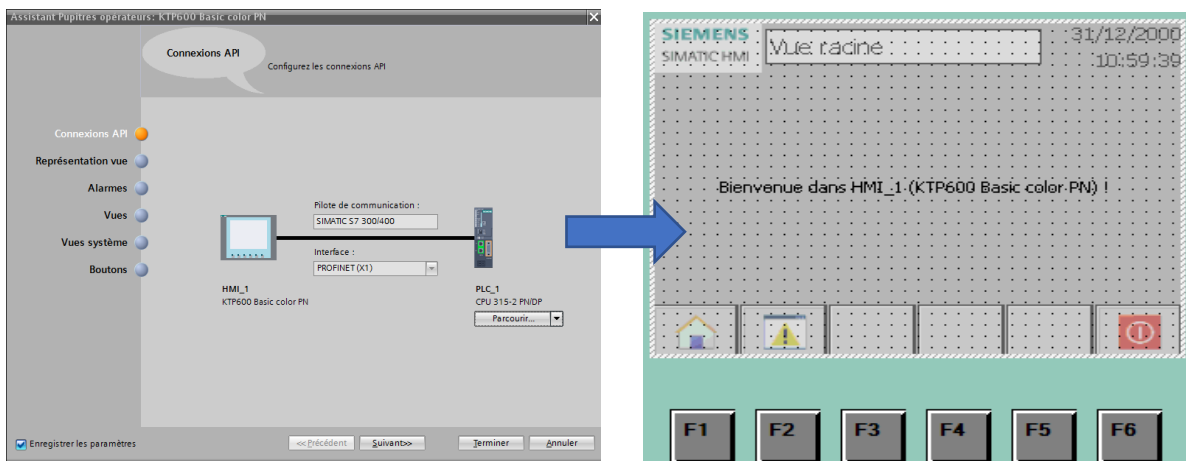 Assistant Pupitres opérateurs: KTP600 Basic color PN
Connexions API
Configurez les connexions API
Connexions API
Représentation vue
Alarmes
Vues
Vues système
Boutons
Pilote de communication :
SIMATIC S7 300/400
Interface :
PROFINET (X1)
HMI_1
KTP600 Basic color PN
PLC_1
CPU 315-2 PN/DP
Parcourir...
Enregistrer les paramètres
<<Précédent
Suivant>>
Terminer
Annuler
SIEMENS
SIMATIC HMI
Vue racine
31/12/2000
10:59:39
Bienvenue dans HMI_1 (KTP600 Basic color PN) !
F1
F2
F3
F4
F5
F6